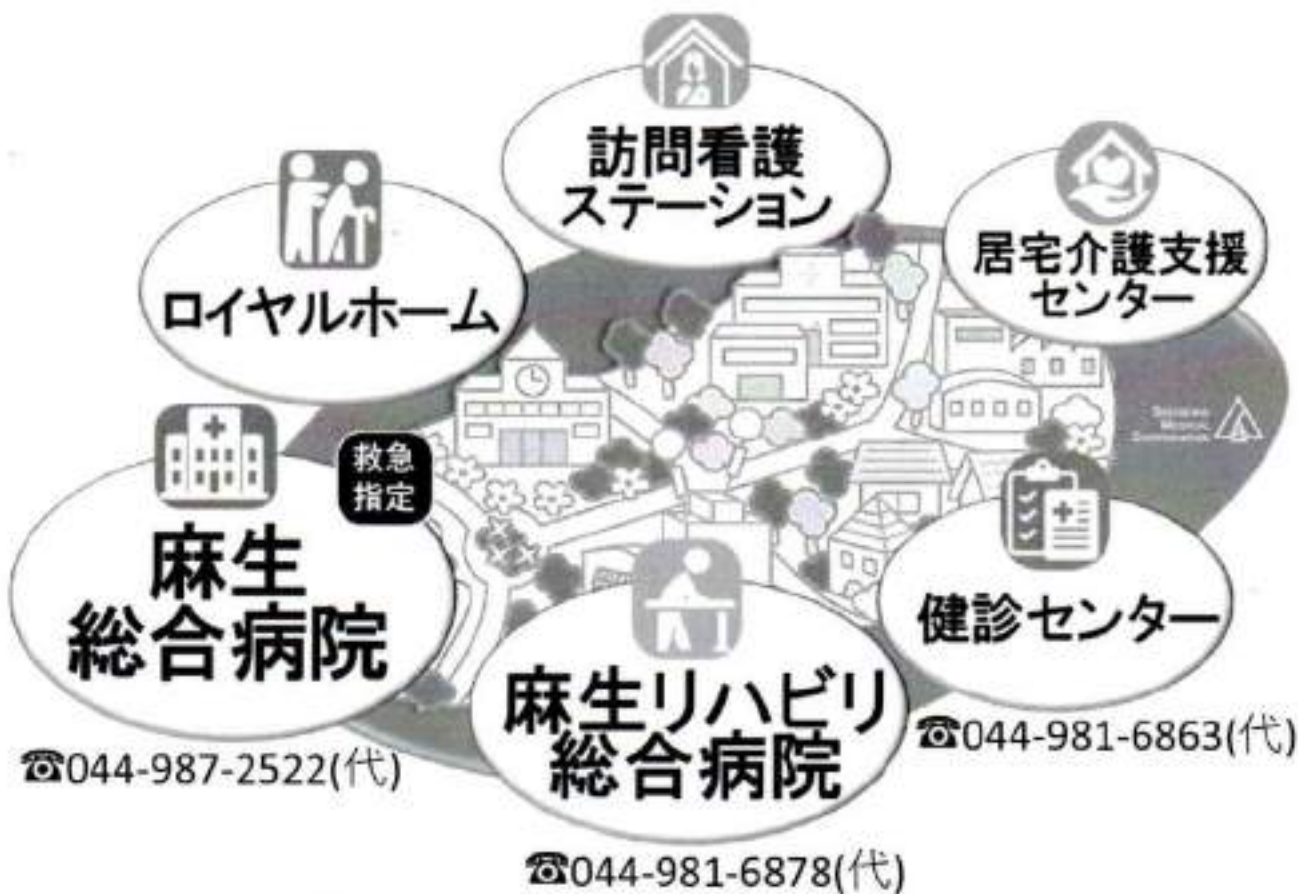 訪問看護
ステーション
居宅介護支援
センター
ロイヤルホーム
救急
指定
麻生
総合病院
☎044-987-2522(代)
麻生リハビリ
総合病院
☎044-981-6878(代)
健診センター
☎044-981-6863(代)
MEDICAL
CORPORATION